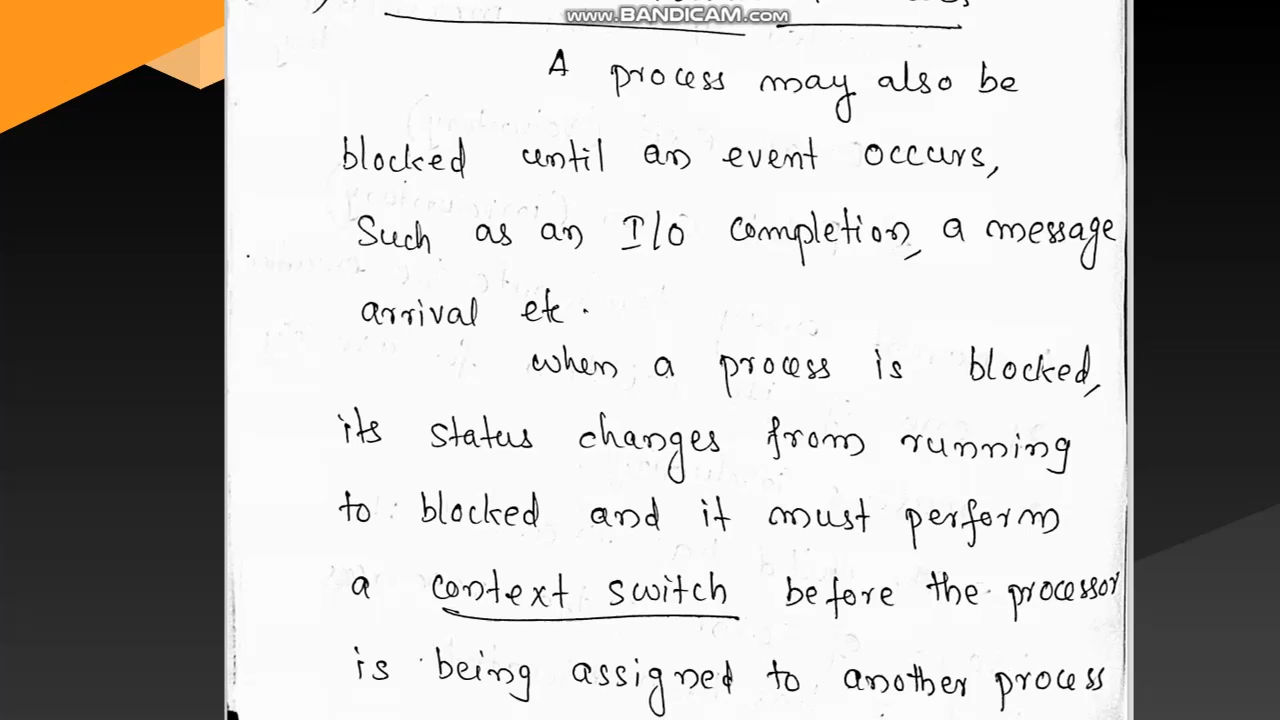 www.BANDICAM.com
A process may also be
blocked until an event occurs,
Such as an I/O completion, a message
arrival etc.
when a process is blocked,
its status changes from running
to blocked and it must perform
a context switch before the processor
is being assigned to another process